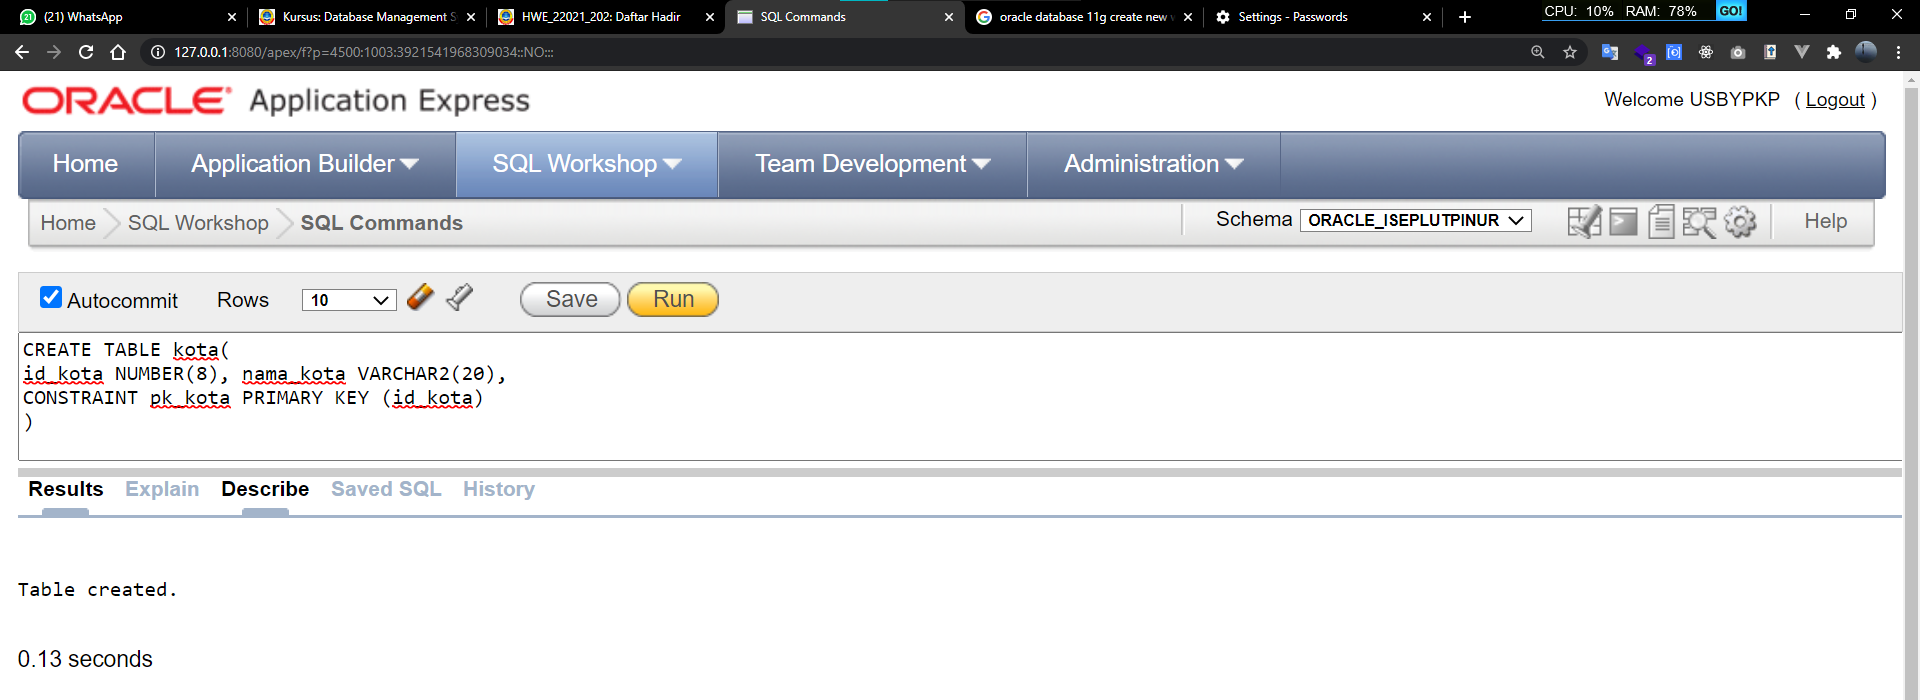 (21) WhatsApp
Kursus: Database Management S
HWE_22021_202: Daftar Hadir
SQL Commands
oracle database 11g create new
Settings - Passwords
CPU: 10% RAM: 78% GO!
127.0.0.1:8080/apex/f?p=4500:1003:3921541968309034::NO:::
2
ORACLE Application Express
Welcome USBYPKP ( Logout )
Home
Application Builder
SQL Workshop
Team Development
Administration
Home SQL Workshop SQL Commands
Schema ORACLE_ISEPLUTPINUR
Help
Autocommit Rows 10 Save Run
CREATE TABLE kota(
id_kota NUMBER(8), nama_kota VARCHAR2(20),
CONSTRAINT pk_kota PRIMARY KEY (id_kota)
)
Results Explain Describe Saved SQL History
Table created.
0.13 seconds